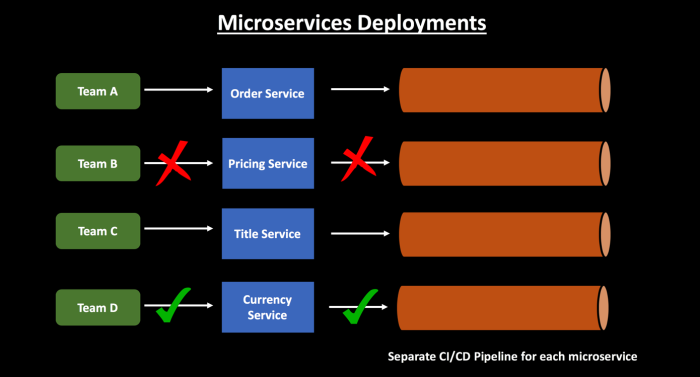 Microservices Deployments
Team A
Order Service
Team B
Pricing Service
Team C
Title Service
Team D
Currency
Service
Separate CI/CD Pipeline for each microservice